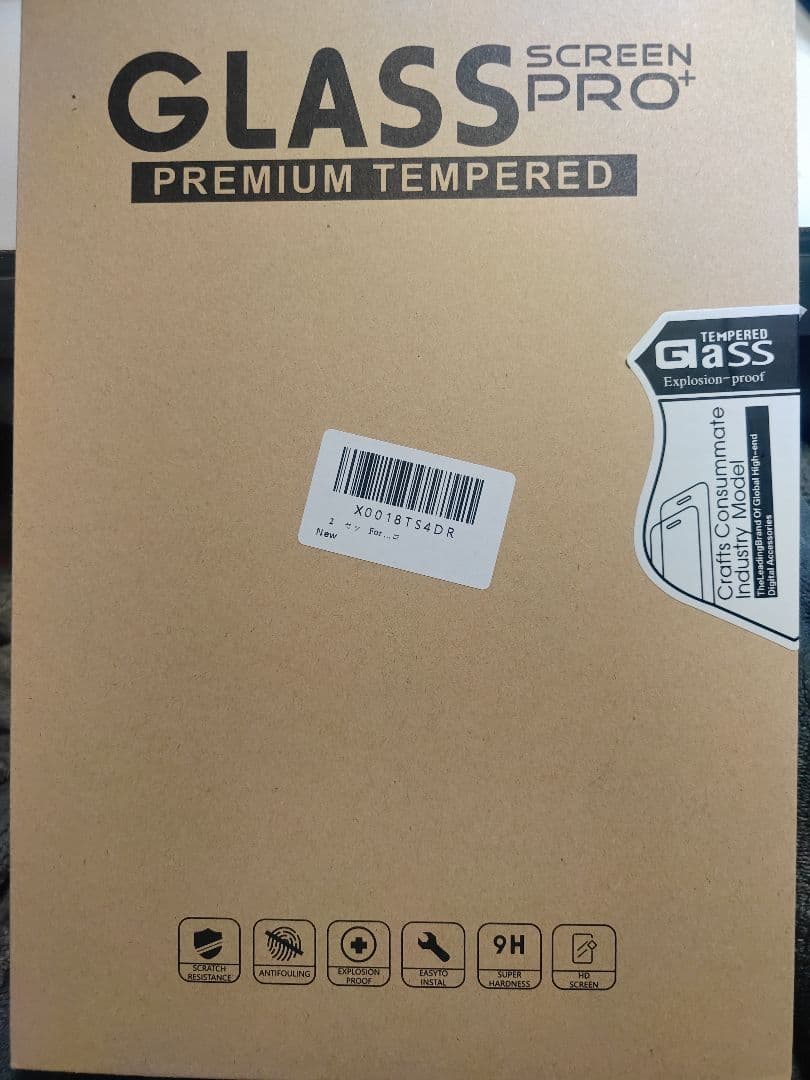 GLASS
SCREEN
PRO+
PREMIUM TEMPERED
TEMPERED
Glass
Explosion-proof
Crafts Consummate
Industry Model
TheLeadingBrand Of Global High-end
Digital Accessories
X0018TS4DR
New
SCRATCH
RESISTANCE
ANTIFOULING
EXPLOSION
PROOF
EASYTO
INSTAL
9H
SUPER
HARDNESS
HD
SCREEN